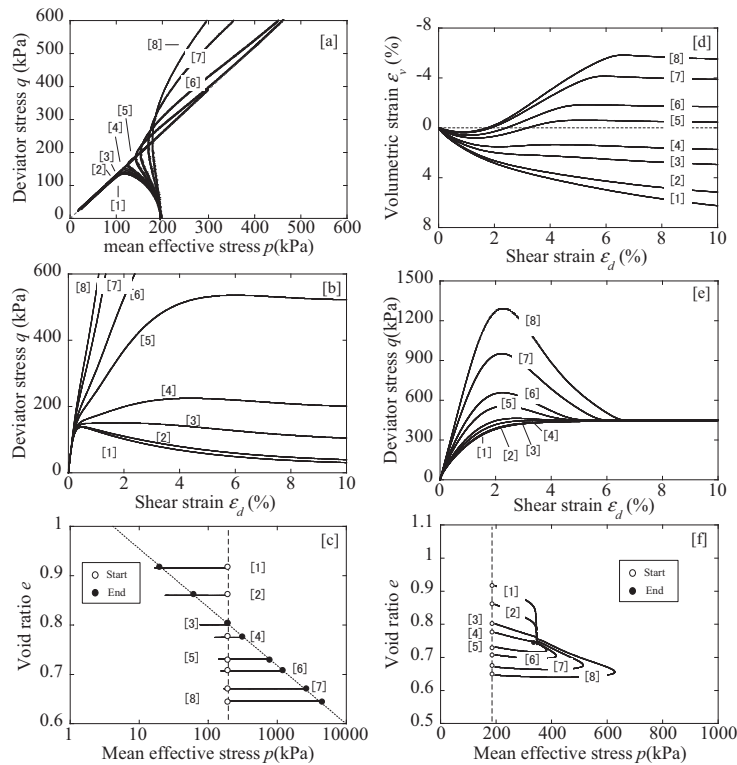 600
500
400
300
200
100
0
Deviator stress q (kPa)
[a]
[8]
[7]
[6]
[5]
[4]
[3]
[2]
[1]
0 100 200 300 400 500 600
mean effective stress p(kPa)
-8
-4
0
4
8
Volumetric strain εv (%)
[d]
[8]
[7]
[6]
[5]
[4]
[3]
[2]
[1]
0 2 4 6 8 10
Shear strain εd (%)
600
400
200
0
Deviator stress q (kPa)
[b]
[8]
[7]
[6]
[5]
[4]
[3]
[2]
[1]
0 2 4 6 8 10
Shear strain εd (%)
1500
1200
900
600
300
0
Deviator stress q(kPa)
[e]
[8]
[7]
[6]
[5]
[4]
[3]
[2]
[1]
0 2 4 6 8 10
Shear strain εd (%)
1
0.9
0.8
0.7
0.6
Void ratio e
[c]
Start
End
[1]
[2]
[3]
[4]
[5]
[6]
[7]
[8]
1 10 100 1000 10000
Mean effective stress p(kPa)
1.1
1
0.9
0.8
0.7
0.6
0.5
Void ratio e
[f]
Start
End
[1]
[2]
[3]
[4]
[5]
[6]
[7]
[8]
0 200 400 600 800 1000
Mean effective stress p(kPa)